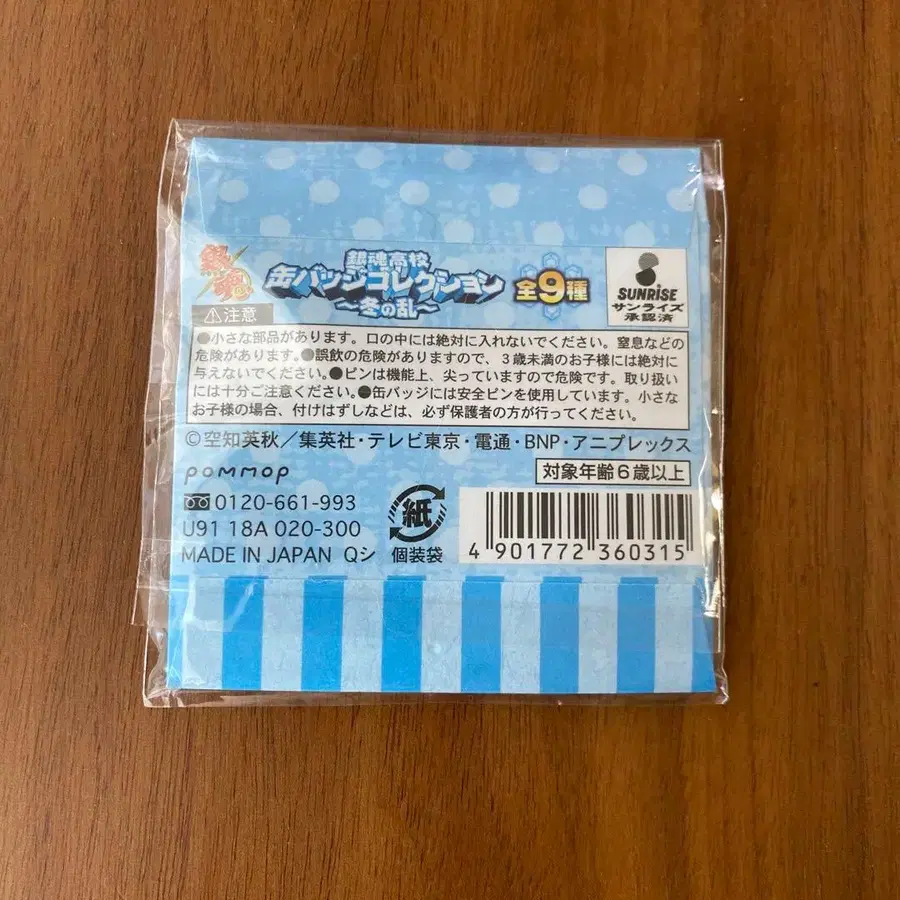 銀魂
銀魂高校
缶バッジコレクション
～冬の乱～
全9種
SUNRISE
サンライズ
承認済
⚠注意
●小さな部品があります。口の中には絶対に入れないでください。窒息などの
危険があります。●誤飲の危険がありますので、3歳未満のお子様には絶対に
与えないでください。●ピンは機能上、尖っていますので危険です。取り扱い
には十分ご注意ください。●缶バッジには安全ピンを使用しています。小さな
お子様の場合、付けはずしなどは、必ず保護者の方が行ってください。
©空知英秋／集英社・テレビ東京・電通・BNP・アニプレックス
pommop
対象年齢6歳以上
0120-661-993
U91 18A 020-300
MADE IN JAPAN Qシ
紙
個装袋
4 901772 360315